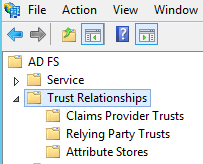 File Action View Window
AD FS
Service
Trust Relationships
Claims Provider Trusts
Relying Party Trusts
Attribute Stores